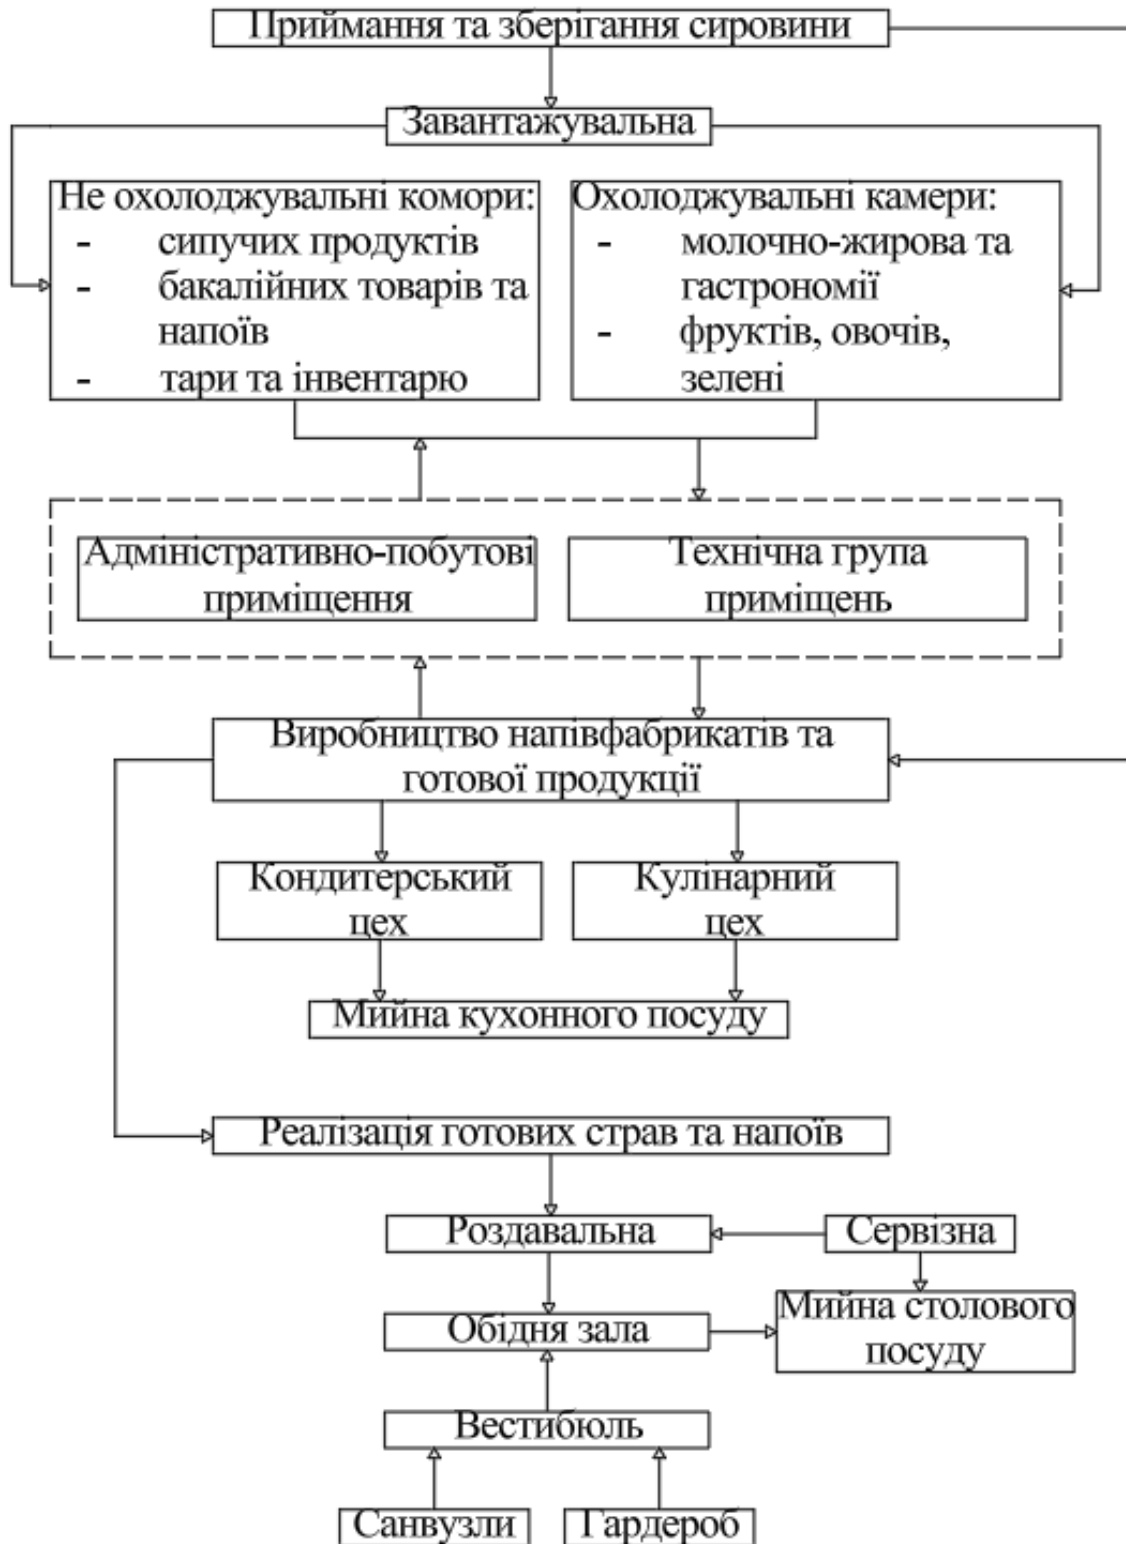 Приймання та зберігання сировини
Завантажувальна
Не охолоджувальні комори:
- сипучих продуктів
- бакалійних товарів та
напоїв
- тари та інвентарю
Охолоджувальні камери:
- молочно-жирова та
гастрономії
- фруктів, овочів,
зелені
Адміністративно-побутові
приміщення
Технічна група
приміщень
Виробництво напівфабрикатів та
готової продукції
Кондитерський
цех
Кулінарний
цех
Мийна кухонного посуду
Реалізація готових страв та напоїв
Роздавальна
Сервізна
Обідня зала
Мийна столового
посуду
Вестибюль
Санвузли
Гардероб